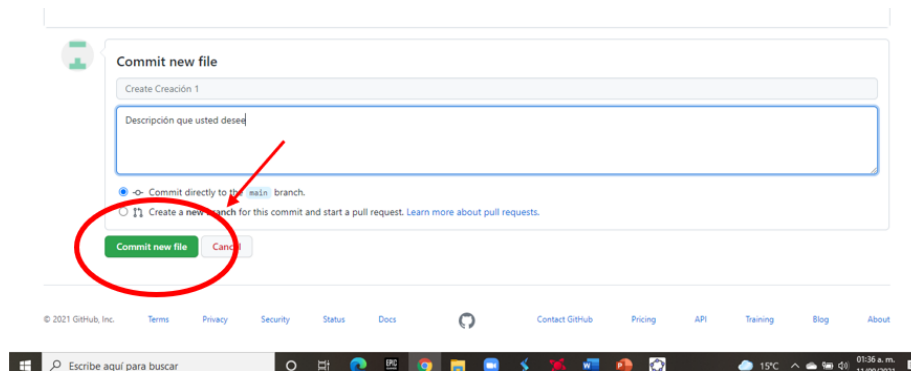 Commit new file
Create Creación 1
Descripción que usted desee
Commit directly to the main branch.
Create a new branch for this commit and start a pull request. Learn more about pull requests.
Commit new file Cancel
© 2021 GitHub, Inc. Terms Privacy Security Status Docs Contact GitHub Pricing API Training Blog About
Escribe aquí para buscar 15°C 01:36 a. m.
11/09/2021